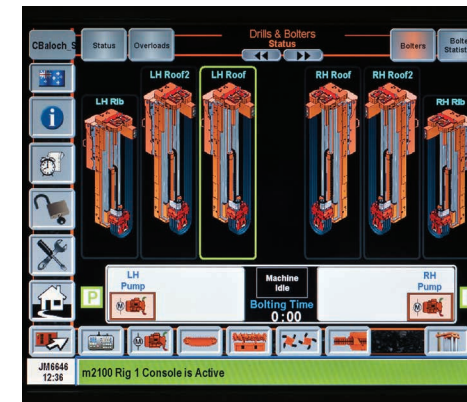 CBaloch_S
Status
Overloads
Drills & Bolters
Status
Bolters
Bolte
Statist
LH Rib
LH Roof2
LH Roof
RH Roof
RH Roof2
RH Rib
LH
Pump
Machine
Idle
RH
Pump
P
Bolting Time
0:00
M
M
M
JM6646
12:36
m2100 Rig 1 Console is Active